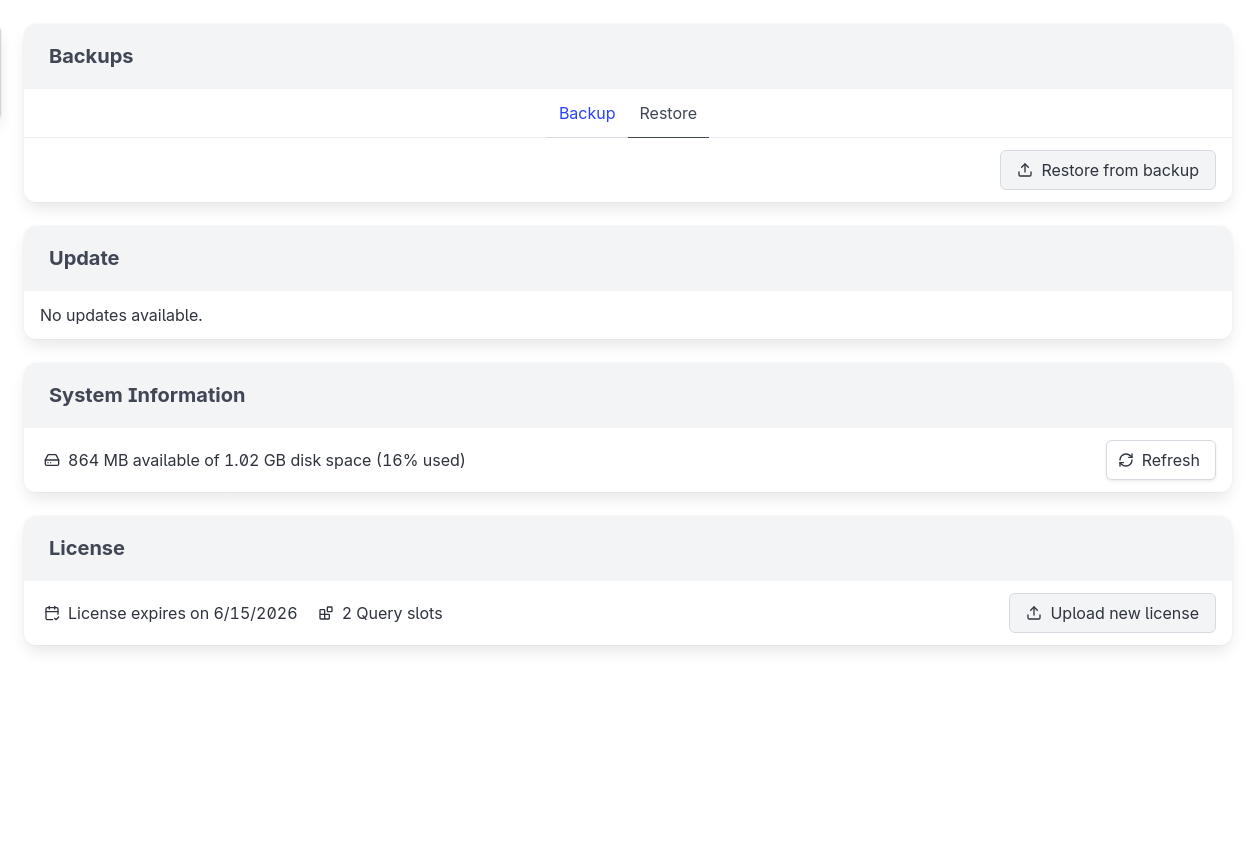 Backups
Backup Restore
Restore from backup
Update
No updates available.
System Information
864 MB available of 1.02 GB disk space (16% used) Refresh
License
License expires on 6/15/2026 2 Query slots Upload new license